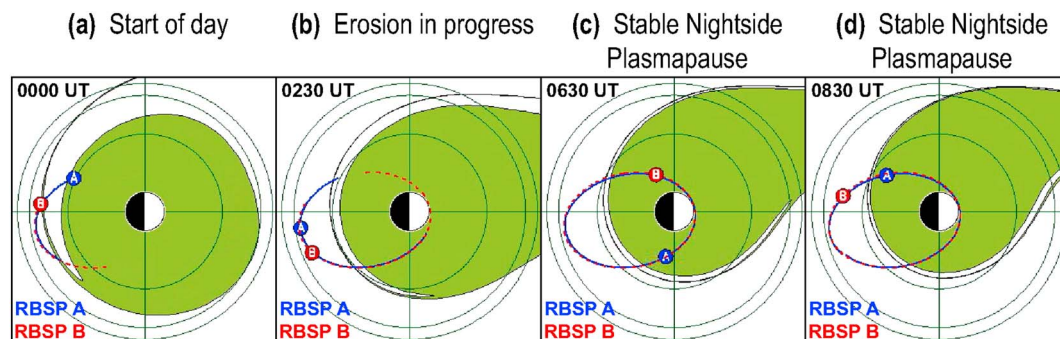 (a) Start of day
(b) Erosion in progress
(c) Stable Nightside
Plasmapause
(d) Stable Nightside
Plasmapause
0000 UT
A
B
RBSP A
RBSP B
0230 UT
A
B
RBSP A
RBSP B
0630 UT
B
A
RBSP A
RBSP B
0830 UT
A
B
RBSP A
RBSP B